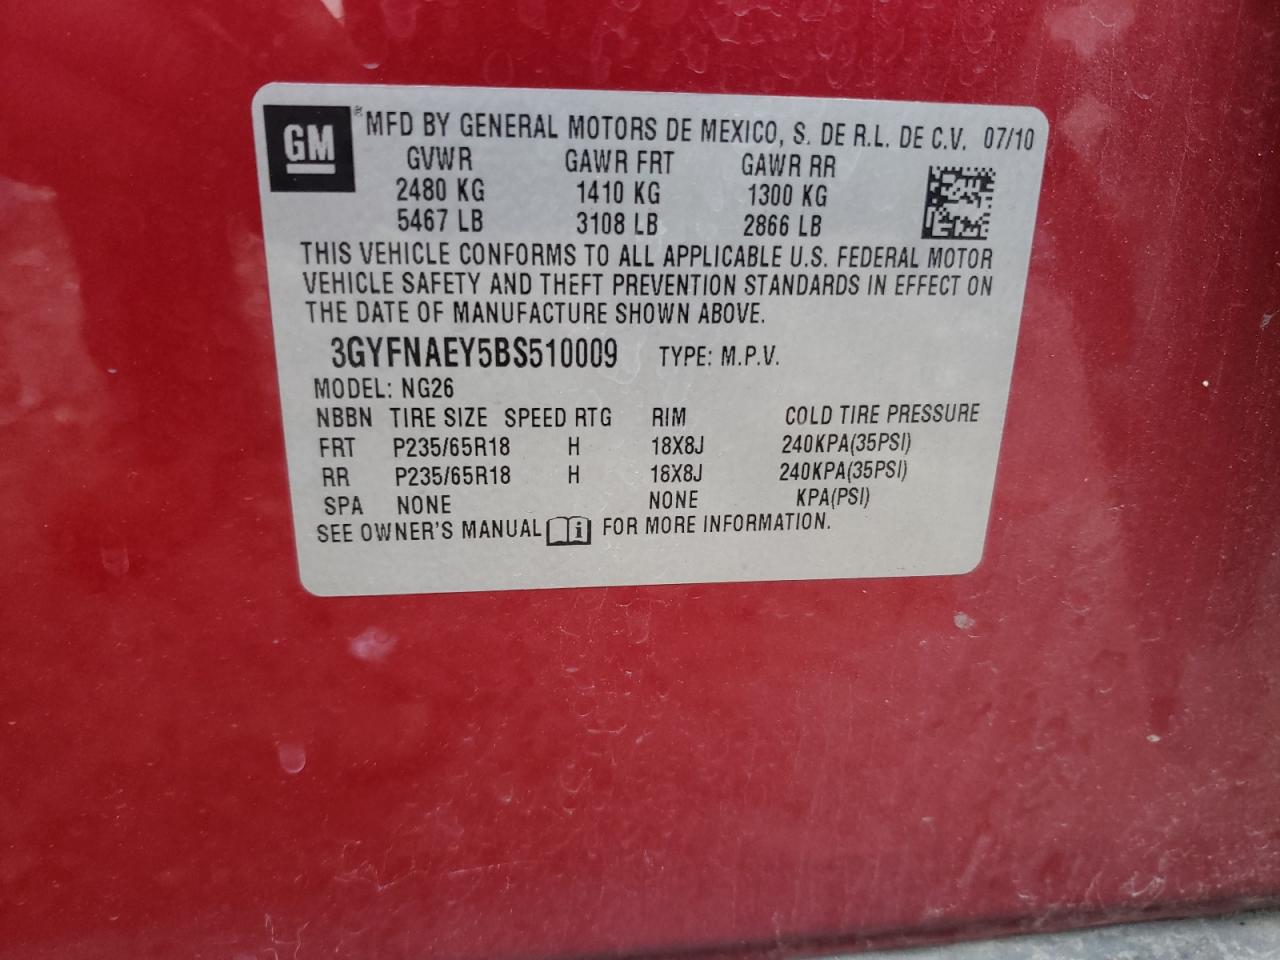 GM ® MFD BY GENERAL MOTORS DE MEXICO, S. DE R.L. DE C.V. 07/10
GVWR GAWR FRT GAWR RR
2480 KG 1410 KG 1300 KG
5467 LB 3108 LB 2866 LB
THIS VEHICLE CONFORMS TO ALL APPLICABLE U.S. FEDERAL MOTOR
VEHICLE SAFETY AND THEFT PREVENTION STANDARDS IN EFFECT ON
THE DATE OF MANUFACTURE SHOWN ABOVE.
3GYFNAEY5BS510009 TYPE: M.P.V.
MODEL: NG26
NBBN TIRE SIZE SPEED RTG RIM COLD TIRE PRESSURE
FRT P235/65R18 H 18X8J 240KPA(35PSI)
RR P235/65R18 H 18X8J 240KPA(35PSI)
SPA NONE NONE KPA(PSI)
SEE OWNER'S MANUAL i FOR MORE INFORMATION.